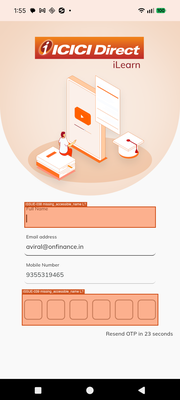 1:55
ICICI Direct
iLearn
Full Name
Email address
aviral@onfinance.in
Mobile Number
9355319465
Resend OTP in 23 seconds